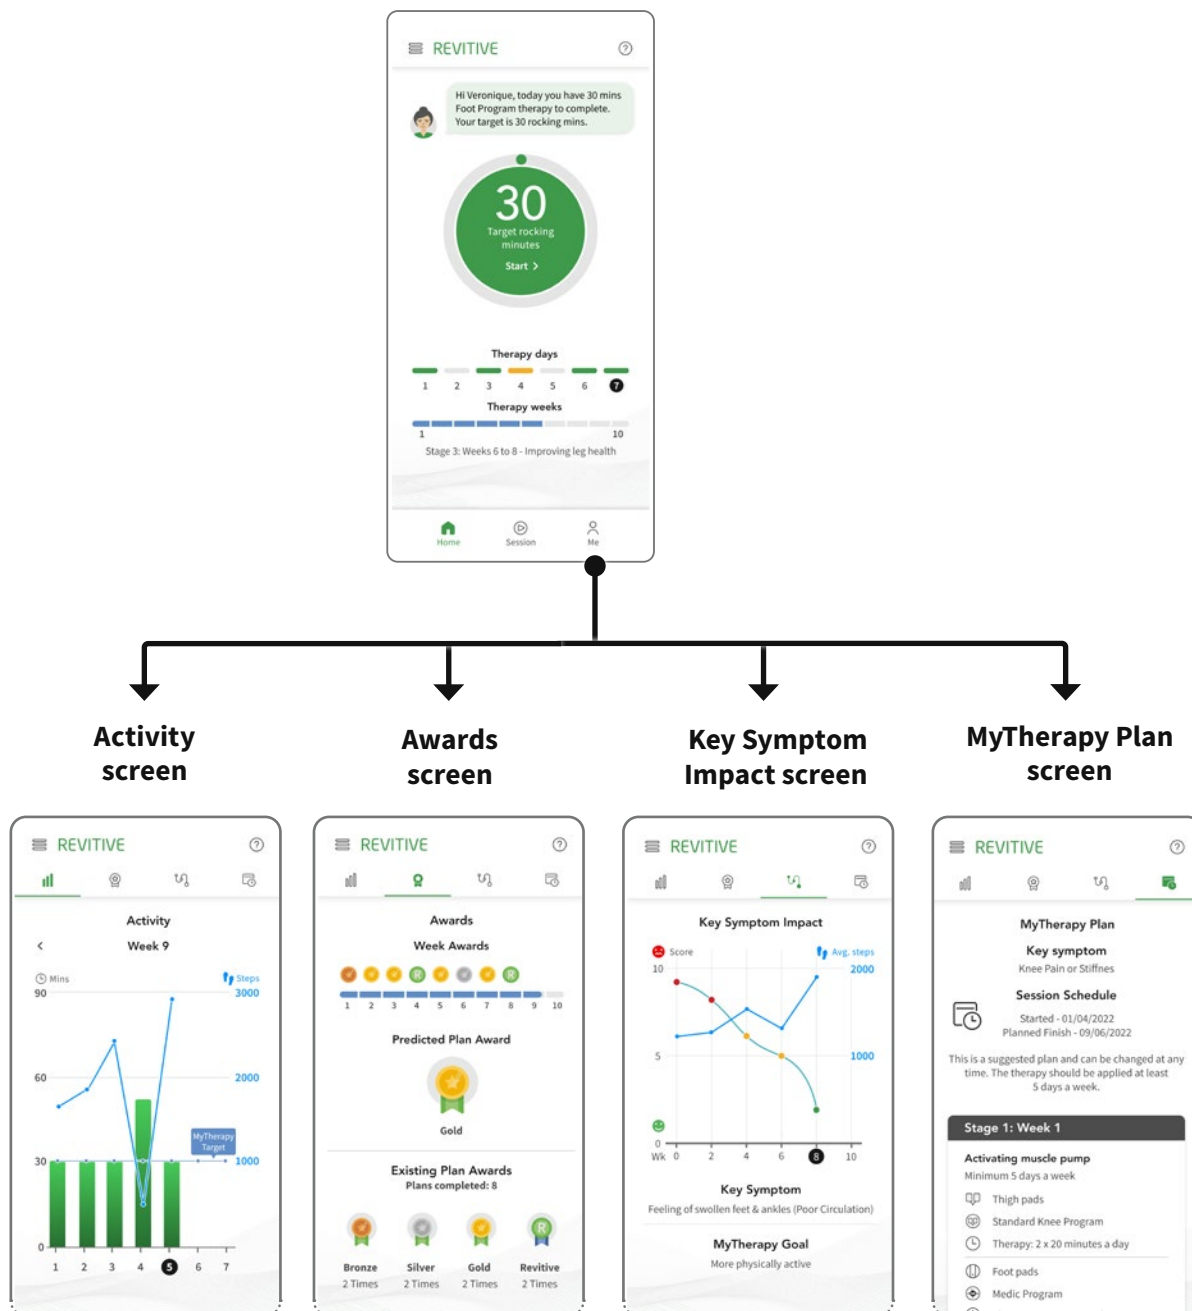 REVITIVE
Hi Veronique, today you have 30 mins
Foot Program therapy to complete.
Your target is 30 rocking mins.
30
Target rocking
minutes
Start >
Therapy days
1 2 3 4 5 6 7
Therapy weeks
1 10
Stage 3: Weeks 6 to 8 - Improving leg health
Home Session Me
Activity
screen
REVITIVE
Activity
Week 9
Mins Steps
90 3000
60 2000
MyTherapy
Target
30 1000
0
1 2 3 4 5 6 7
Awards
screen
REVITIVE
Awards
Week Awards
R R
1 2 3 4 5 6 7 8 9 10
Predicted Plan Award
Gold
Existing Plan Awards
Plans completed: 8
R
Bronze Silver Gold Revitive
2 Times 2 Times 2 Times 2 Times
Key Symptom
Impact screen
REVITIVE
Key Symptom Impact
Score Avg. steps
10 2000
5 1000
0
Wk 0 2 4 6 8 10
Key Symptom
Feeling of swollen feet & ankles (Poor Circulation)
MyTherapy Goal
More physically active
MyTherapy Plan
screen
REVITIVE
MyTherapy Plan
Key symptom
Knee Pain or Stiffnes
Session Schedule
Started - 01/04/2022
Planned Finish - 09/06/2022
This is a suggested plan and can be changed at any
time. The therapy should be applied at least
5 days a week.
Stage 1: Week 1
Activating muscle pump
Minimum 5 days a week
Thigh pads
Standard Knee Program
Therapy: 2 x 20 minutes a day
Foot pads
Medic Program